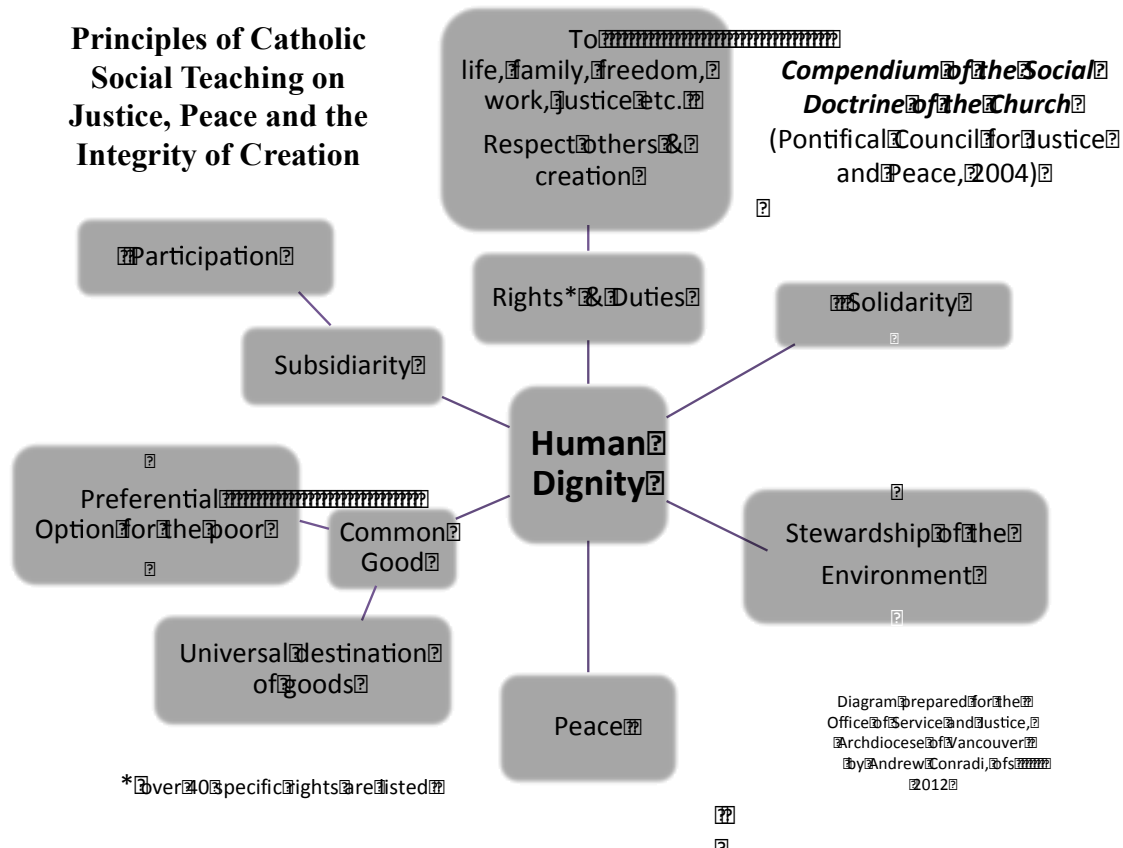 Principles of Catholic
Social Teaching on
Justice, Peace and the
Integrity of Creation
To
life, family, freedom,
work, justice etc.
Respect others &
creation
Compendium of the Social
Doctrine of the Church
(Pontifical Council for Justice
and Peace, 2004)
Participation
Rights* & Duties
Solidarity
Subsidiarity
Human
Dignity
Preferential
Option for the poor
Common
Good
Stewardship of the
Environment
Universal destination
of goods
Peace
Diagram prepared for the
Office of Service and Justice,
Archdiocese of Vancouver
by Andrew Conradi, ofs
2012
* over 40 specific rights are listed